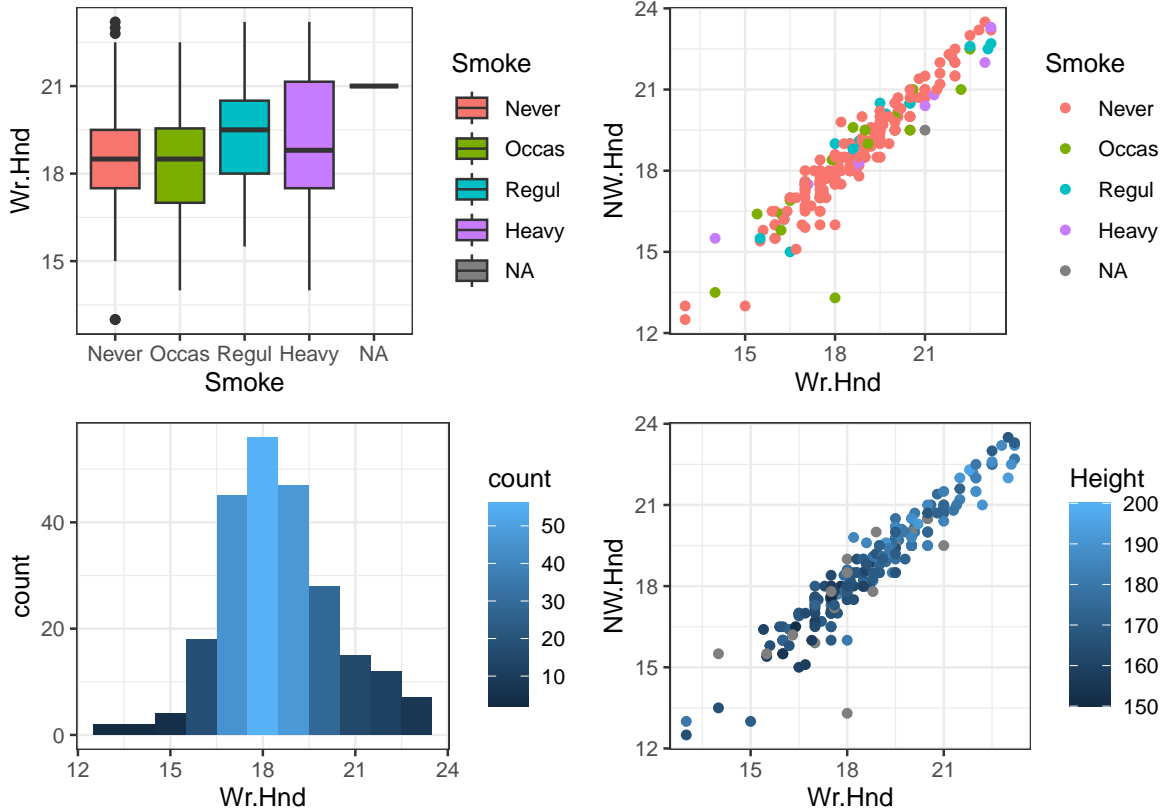 Wr.Hnd
21
18
15
Never Occas Regul Heavy NA
Smoke
Smoke
Never
Occas
Regul
Heavy
NA
NW.Hnd
24
21
18
15
12
15 18 21
Wr.Hnd
Smoke
Never
Occas
Regul
Heavy
NA
count
40
20
0
12 15 18 21 24
Wr.Hnd
count
50
40
30
20
10
NW.Hnd
24
21
18
15
12
15 18 21
Wr.Hnd
Height
200
190
180
170
160
150